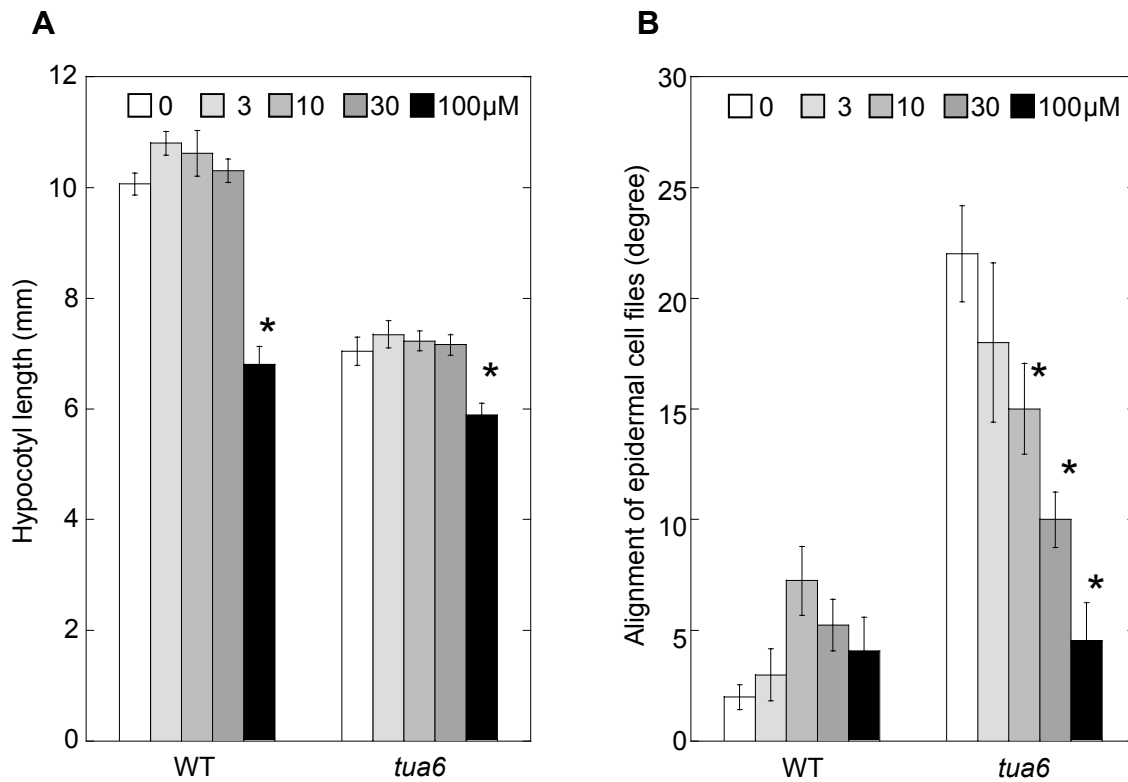 A
Hypocotyl length (mm)
12
10
8
6
4
2
0
0 3 10 30 100μM
*
*
WT tua6
B
Alignment of epidermal cell files (degree)
30
25
20
15
10
5
0
0 3 10 30 100μM
*
*
*
WT tua6